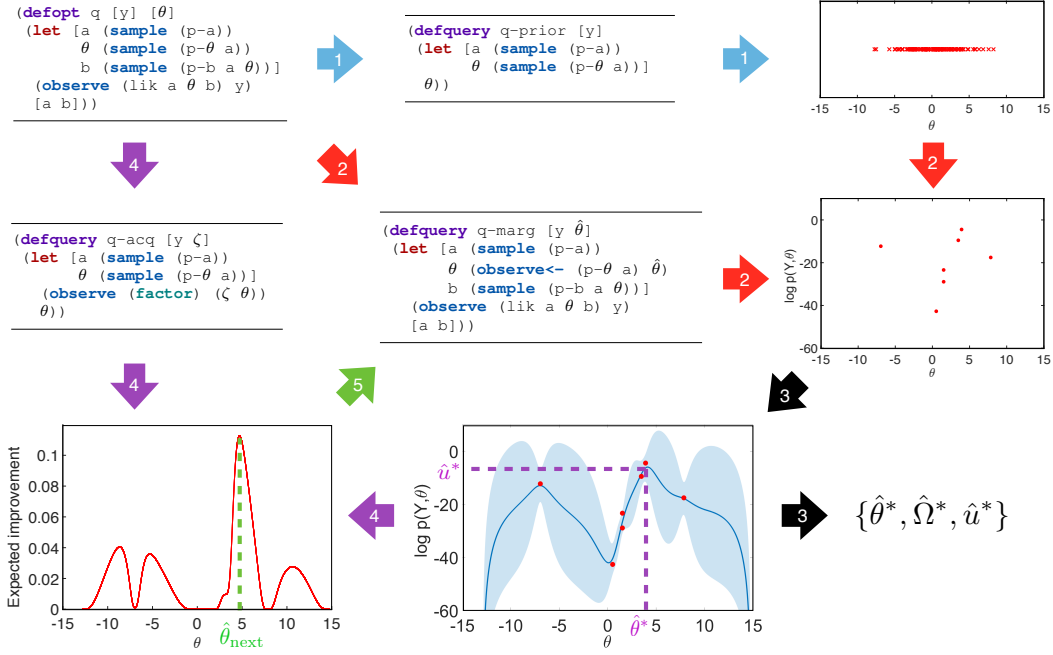 (defopt q [y] [θ]
(let [a (sample (p-a))
θ (sample (p-θ a))
b (sample (p-b a θ))]
(observe (lik a θ b) y)
[a b]))
1
(defquery q-prior [y]
(let [a (sample (p-a))
θ (sample (p-θ a))]
θ))
1
-15 -10 -5 0 5 10 15
θ
4
2
2
(defquery q-acq [y ζ]
(let [a (sample (p-a))
θ (sample (p-θ a))]
(observe (factor) (ζ θ))
θ))
(defquery q-marg [y θ̂]
(let [a (sample (p-a))
θ (observe<- (p-θ a) θ̂)
b (sample (p-b a θ))]
(observe (lik a θ b) y)
[a b]))
2
log p(Y,θ)
0
-20
-40
-60
-15 -10 -5 0 5 10 15
θ
4
5
3
Expected improvement
0.1
0.08
0.06
0.04
0.02
0
-15 -10 -5 0 5 10 15
θ
θ̂next
4
log p(Y,θ)
0
û*
-20
-40
-60
-15 -10 -5 0 5 10 15
θ
θ̂*
3
{θ̂*, Ω̂*, û*}